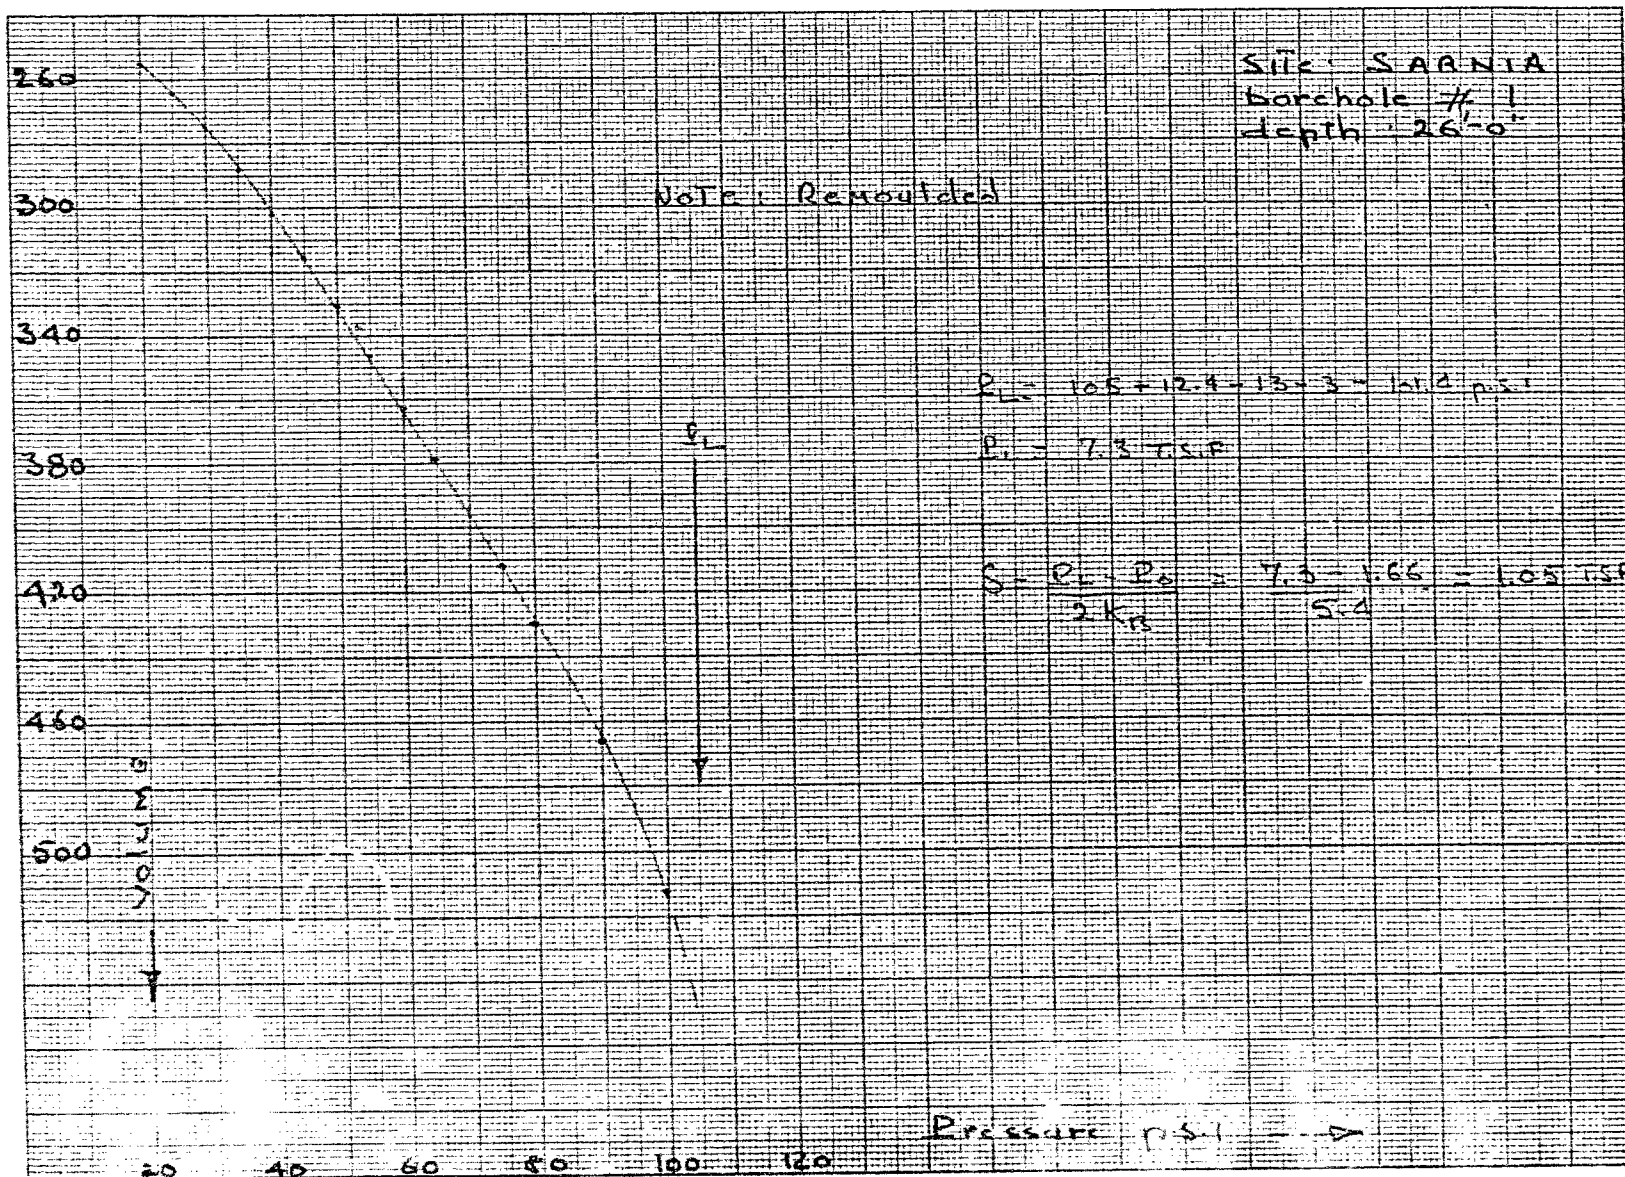 Site: SARNIA
borehole # 1
depth 26'-0"
NOTE: Remoulded
260
300
340
380
420
460
500
Volume
PL
PL = 105 + 12.4 - 13 - 3 = 101.4 p.s.i
PL = 7.3 T.S.F
S = PL - Po / 2KB = 7.3 - 1.66 / 5.4 = 1.05 TSF
Pressure p.s.i
20 40 60 80 100 120